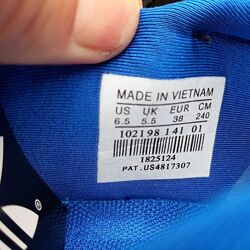 MADE IN VIETNAM
US UK EUR CM
6.5 5.5 38 240
102198 141 01
1825124
PAT.US4817307